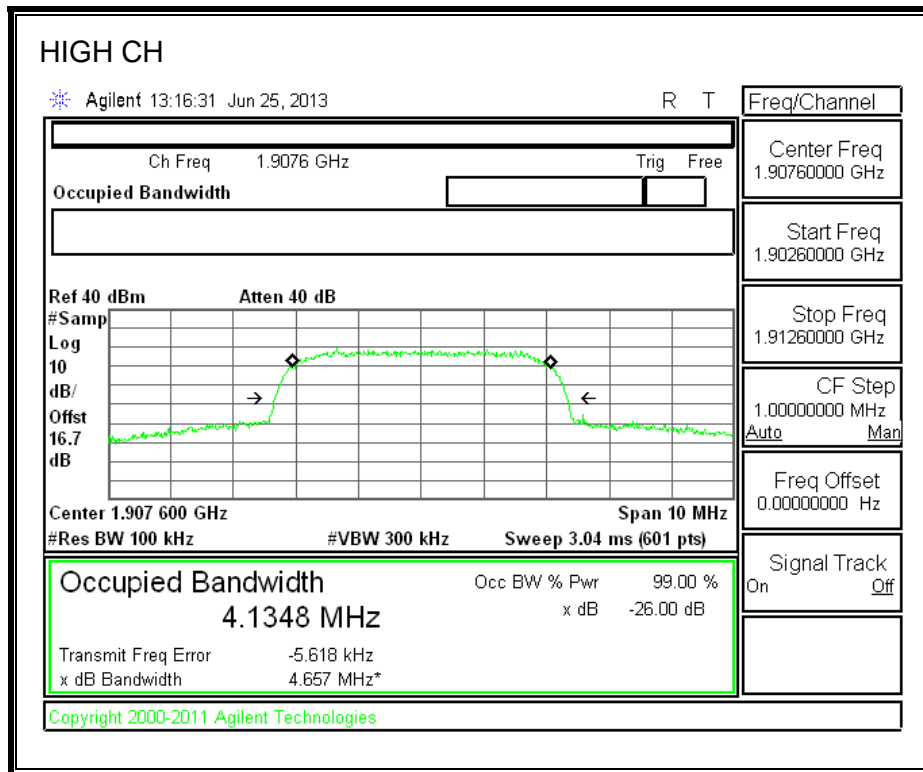 HIGH CH
Agilent 13:16:31 Jun 25, 2013 R T
Freq/Channel
Ch Freq 1.9076 GHz Trig Free
Occupied Bandwidth
Center Freq
1.90760000 GHz
Start Freq
1.90260000 GHz
Stop Freq
1.91260000 GHz
CF Step
1.00000000 MHz
Auto Man
Freq Offset
0.00000000 Hz
Signal Track
On Off
Ref 40 dBm Atten 40 dB
#Samp
Log
10
dB/
Offst
16.7
dB
Center 1.907 600 GHz Span 10 MHz
#Res BW 100 kHz #VBW 300 kHz Sweep 3.04 ms (601 pts)
Occupied Bandwidth Occ BW % Pwr 99.00 %
4.1348 MHz x dB -26.00 dB
Transmit Freq Error -5.618 kHz
x dB Bandwidth 4.657 MHz*
Copyright 2000-2011 Agilent Technologies